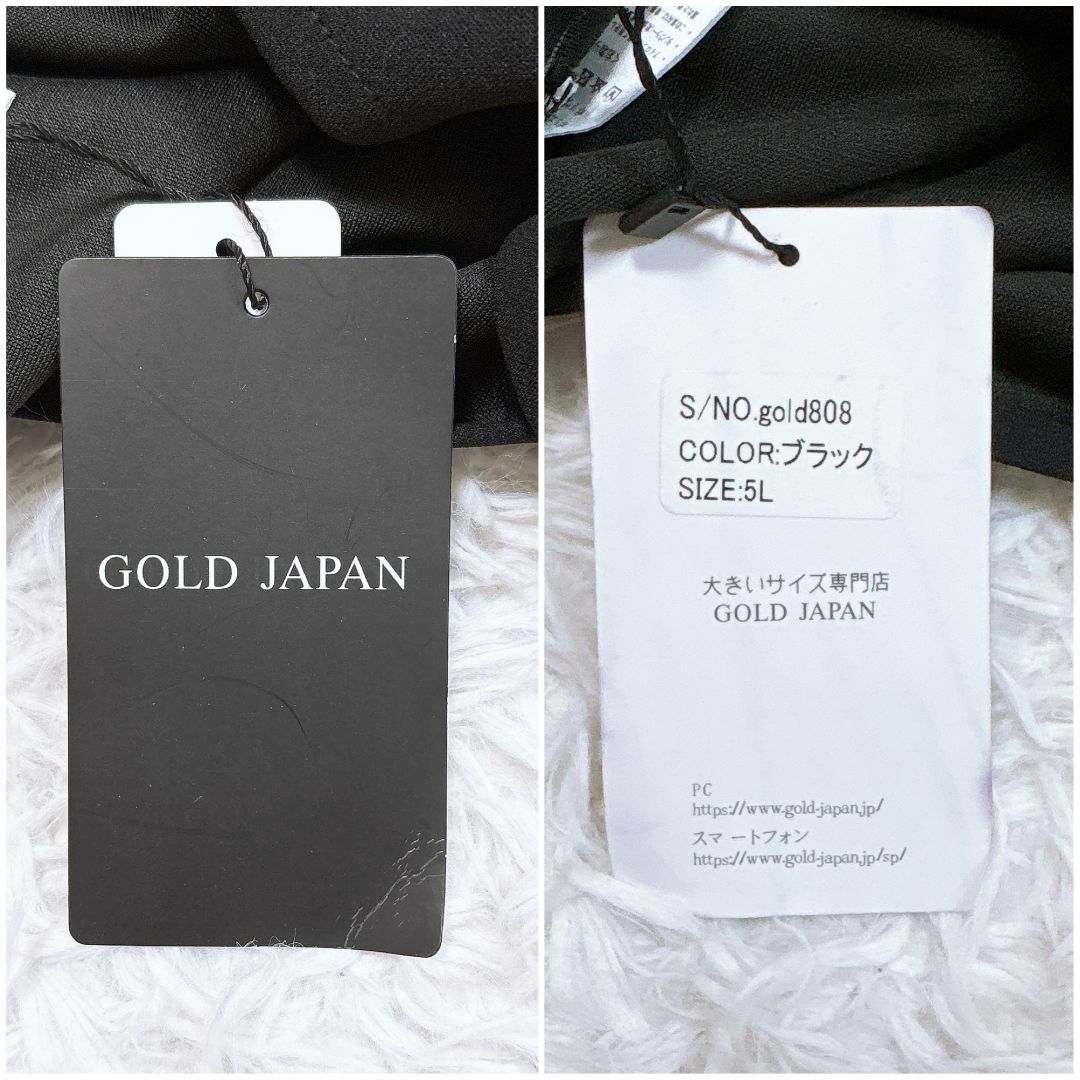 GOLD JAPAN
S/NO.gold808
COLOR:ブラック
SIZE:5L
大きいサイズ専門店
GOLD JAPAN
PC
https://www.gold-japan.jp/
スマートフォン
https://www.gold-japan.jp/sp/